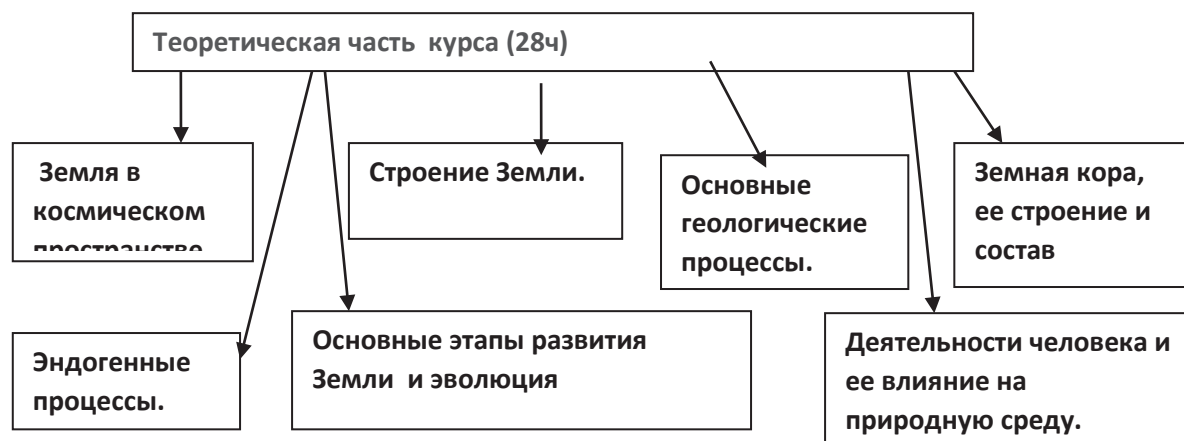 Теоретическая часть курса (28ч)
Земля в
космическом
пространстве
Строение Земли.
Основные
геологические
процессы.
Земная кора,
ее строение и
состав
Эндогенные
процессы.
Основные этапы развития
Земли и эволюция
Деятельности человека и
ее влияние на
природную среду.